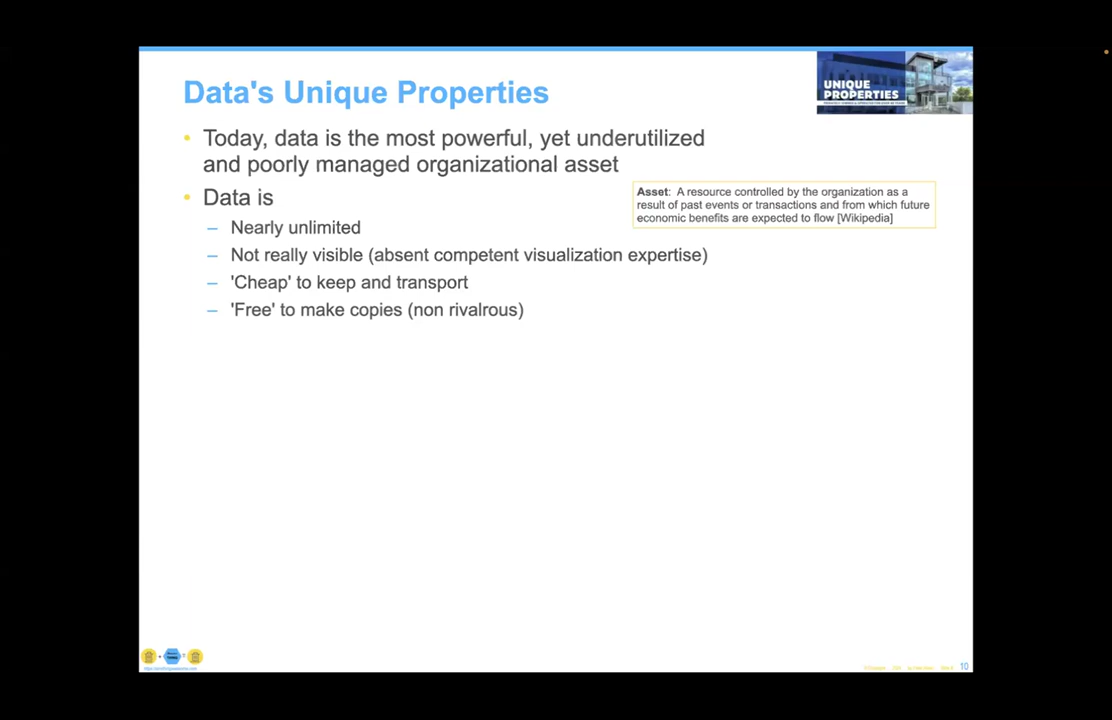 Data's Unique Properties
UNIQUE
PROPERTIES
• Today, data is the most powerful, yet underutilized
and poorly managed organizational asset
• Data is
Asset: A resource controlled by the organization as a
result of past events or transactions and from which future
economic benefits are expected to flow [Wikipedia]
– Nearly unlimited
– Not really visible (absent competent visualization expertise)
– 'Cheap' to keep and transport
– 'Free' to make copies (non rivalrous)
10